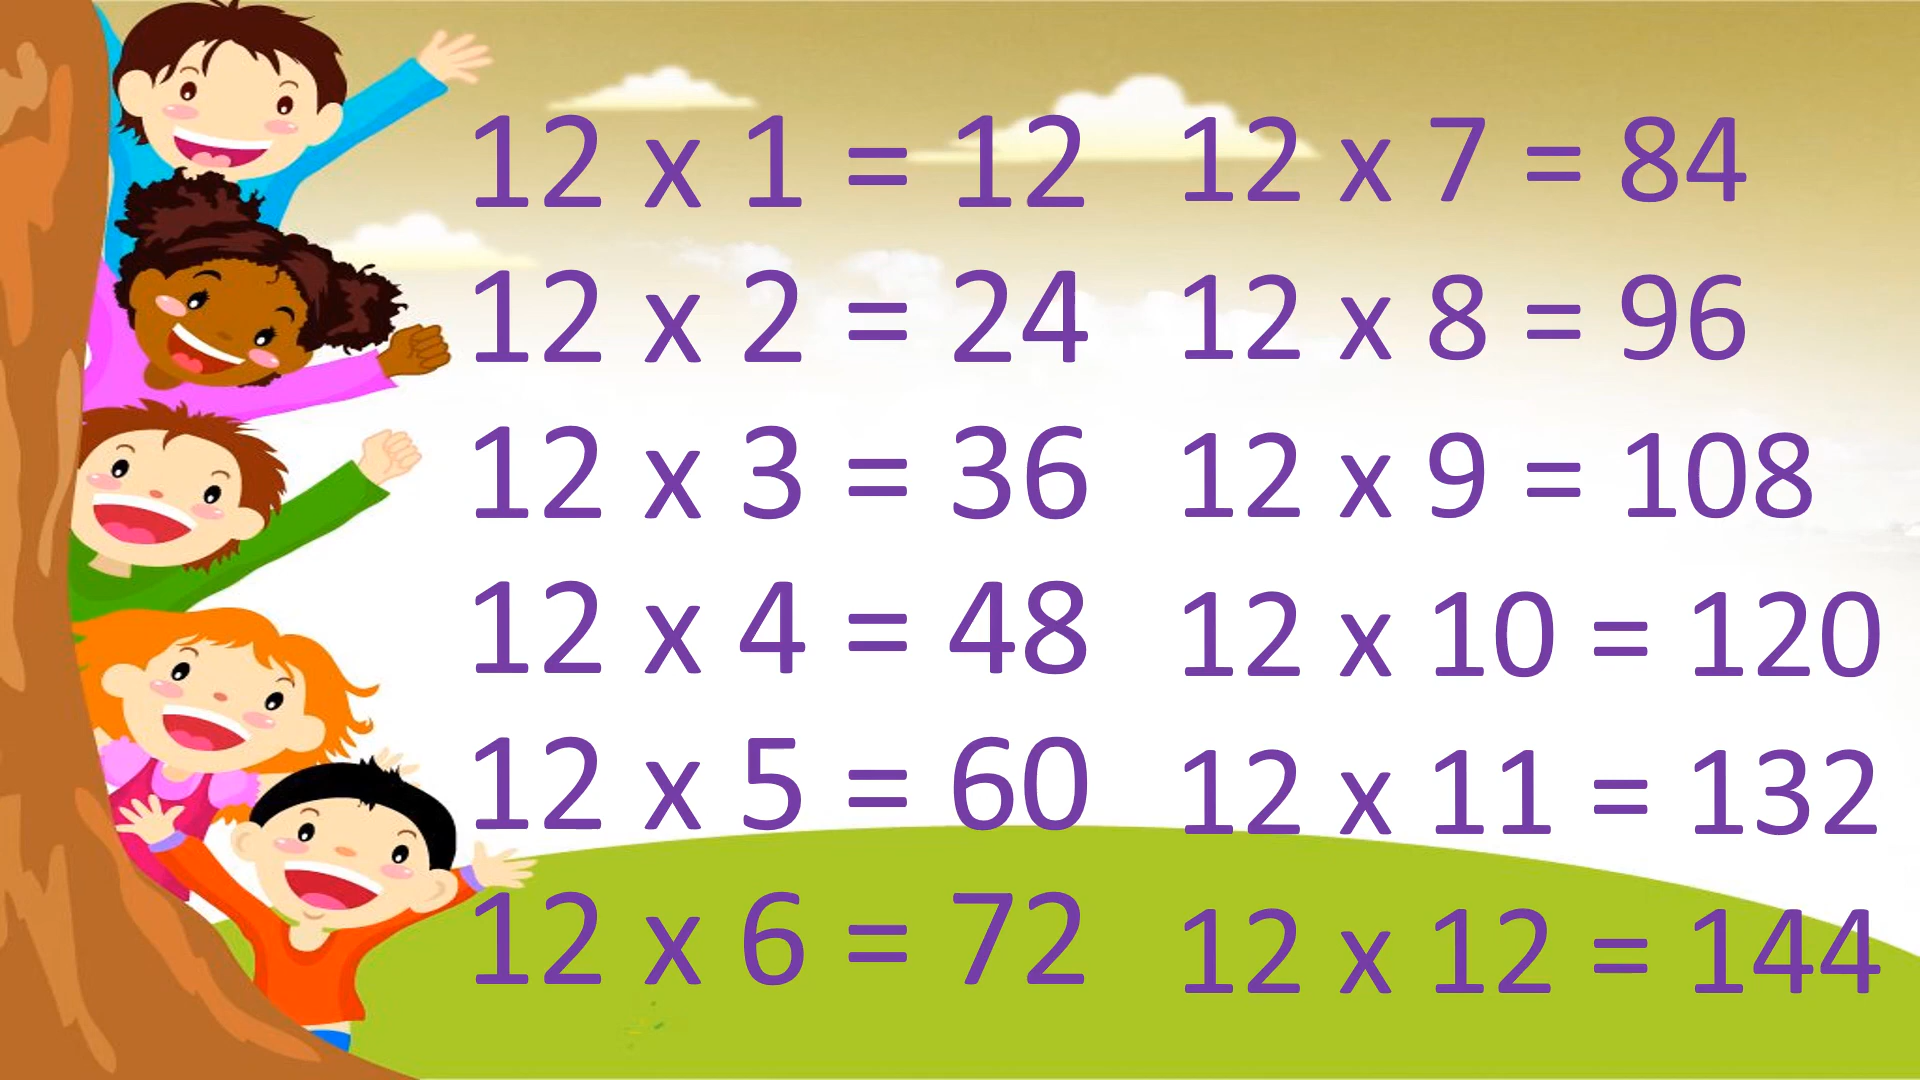 12 x 1 = 12
12 x 2 = 24
12 x 3 = 36
12 x 4 = 48
12 x 5 = 60
12 x 6 = 72
12 x 7 = 84
12 x 8 = 96
12 x 9 = 108
12 x 10 = 120
12 x 11 = 132
12 x 12 = 144